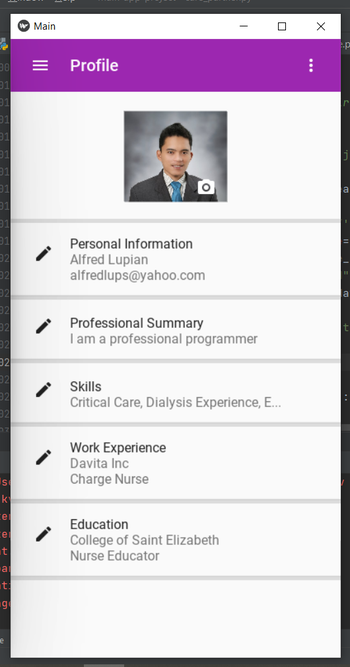 Main
Profile
Personal Information
Alfred Lupian
alfredlups@yahoo.com
Professional Summary
I am a professional programmer
Skills
Critical Care, Dialysis Experience, E...
Work Experience
Davita Inc
Charge Nurse
Education
College of Saint Elizabeth
Nurse Educator